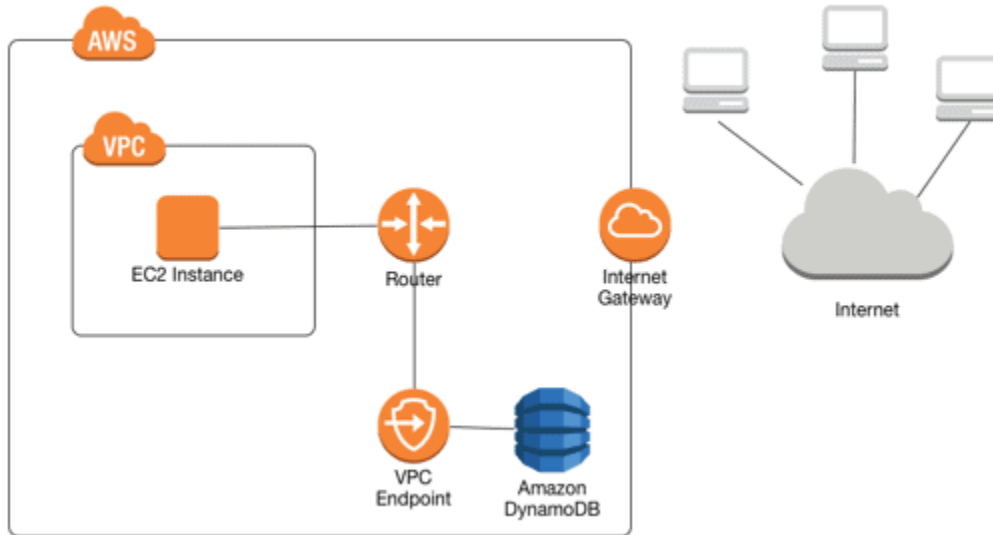 AWS
VPC
EC2 Instance
Router
Internet
Gateway
Internet
VPC
Endpoint
Amazon
DynamoDB